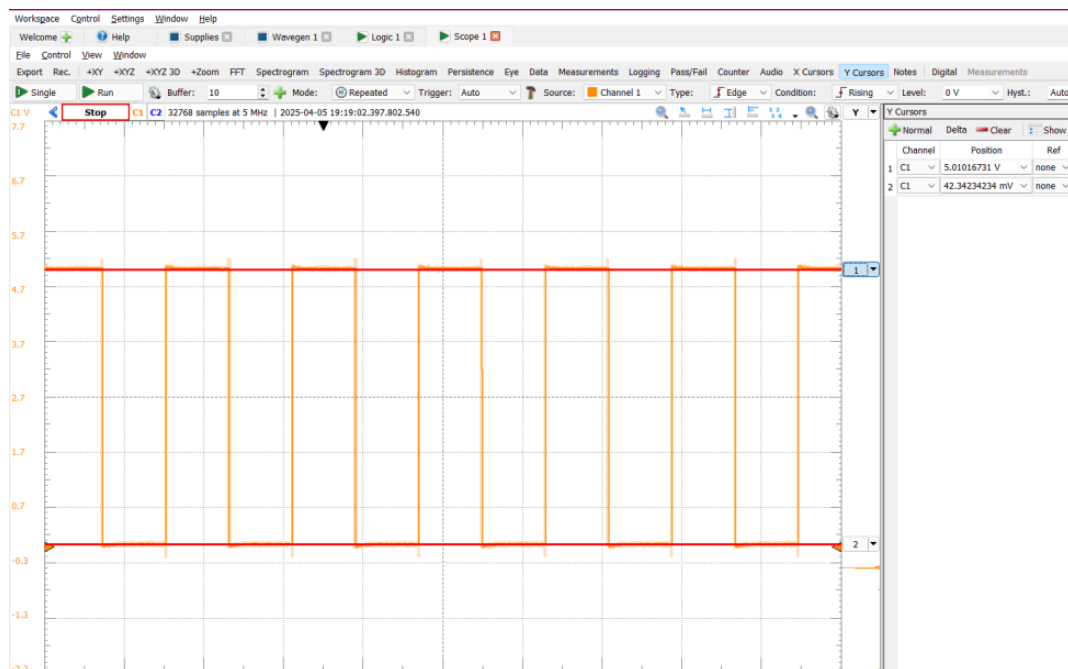 Workspace Control Settings Window Help
Welcome Help Supplies Wavegen 1 Logic 1 Scope 1
File Control View Window
Export Rec. +XY +XYZ +XYZ 3D +Zoom FFT Spectrogram Spectrogram 3D Histogram Persistence Eye Data Measurements Logging Pass/Fail Counter Audio X Cursors Y Cursors Notes Digital Measurements
Single Run Buffer: 10 Mode: Repeated Trigger: Auto Source: Channel 1 Type: Edge Condition: Rising Level: 0 V Hyst.: Auto
C1 V Stop C1 C2 32768 samples at 5 MHz | 2025-04-05 19:19:02.397.802.540 Y
Y Cursors
Normal Delta Clear Show
Channel Position Ref
1 C1 5.01016731 V none
2 C1 42.34234234 mV none
7.7
6.7
5.7
1
4.7
3.7
2.7
1.7
0.7
2
-0.3
-1.3